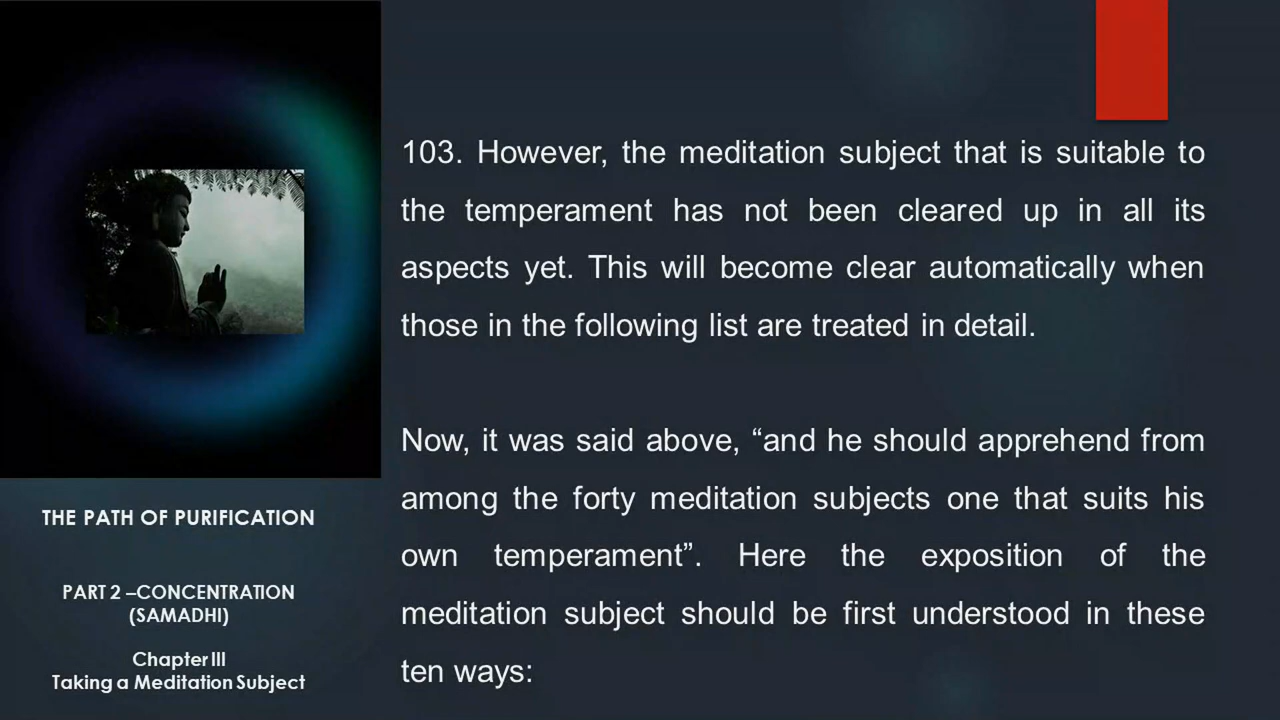 103. However, the meditation subject that is suitable to
the temperament has not been cleared up in all its
aspects yet. This will become clear automatically when
those in the following list are treated in detail.
Now, it was said above, “and he should apprehend from
among the forty meditation subjects one that suits his
own temperament”. Here the exposition of the
meditation subject should be first understood in these
ten ways:
THE PATH OF PURIFICATION
PART 2 –CONCENTRATION
(SAMADHI)
Chapter III
Taking a Meditation Subject